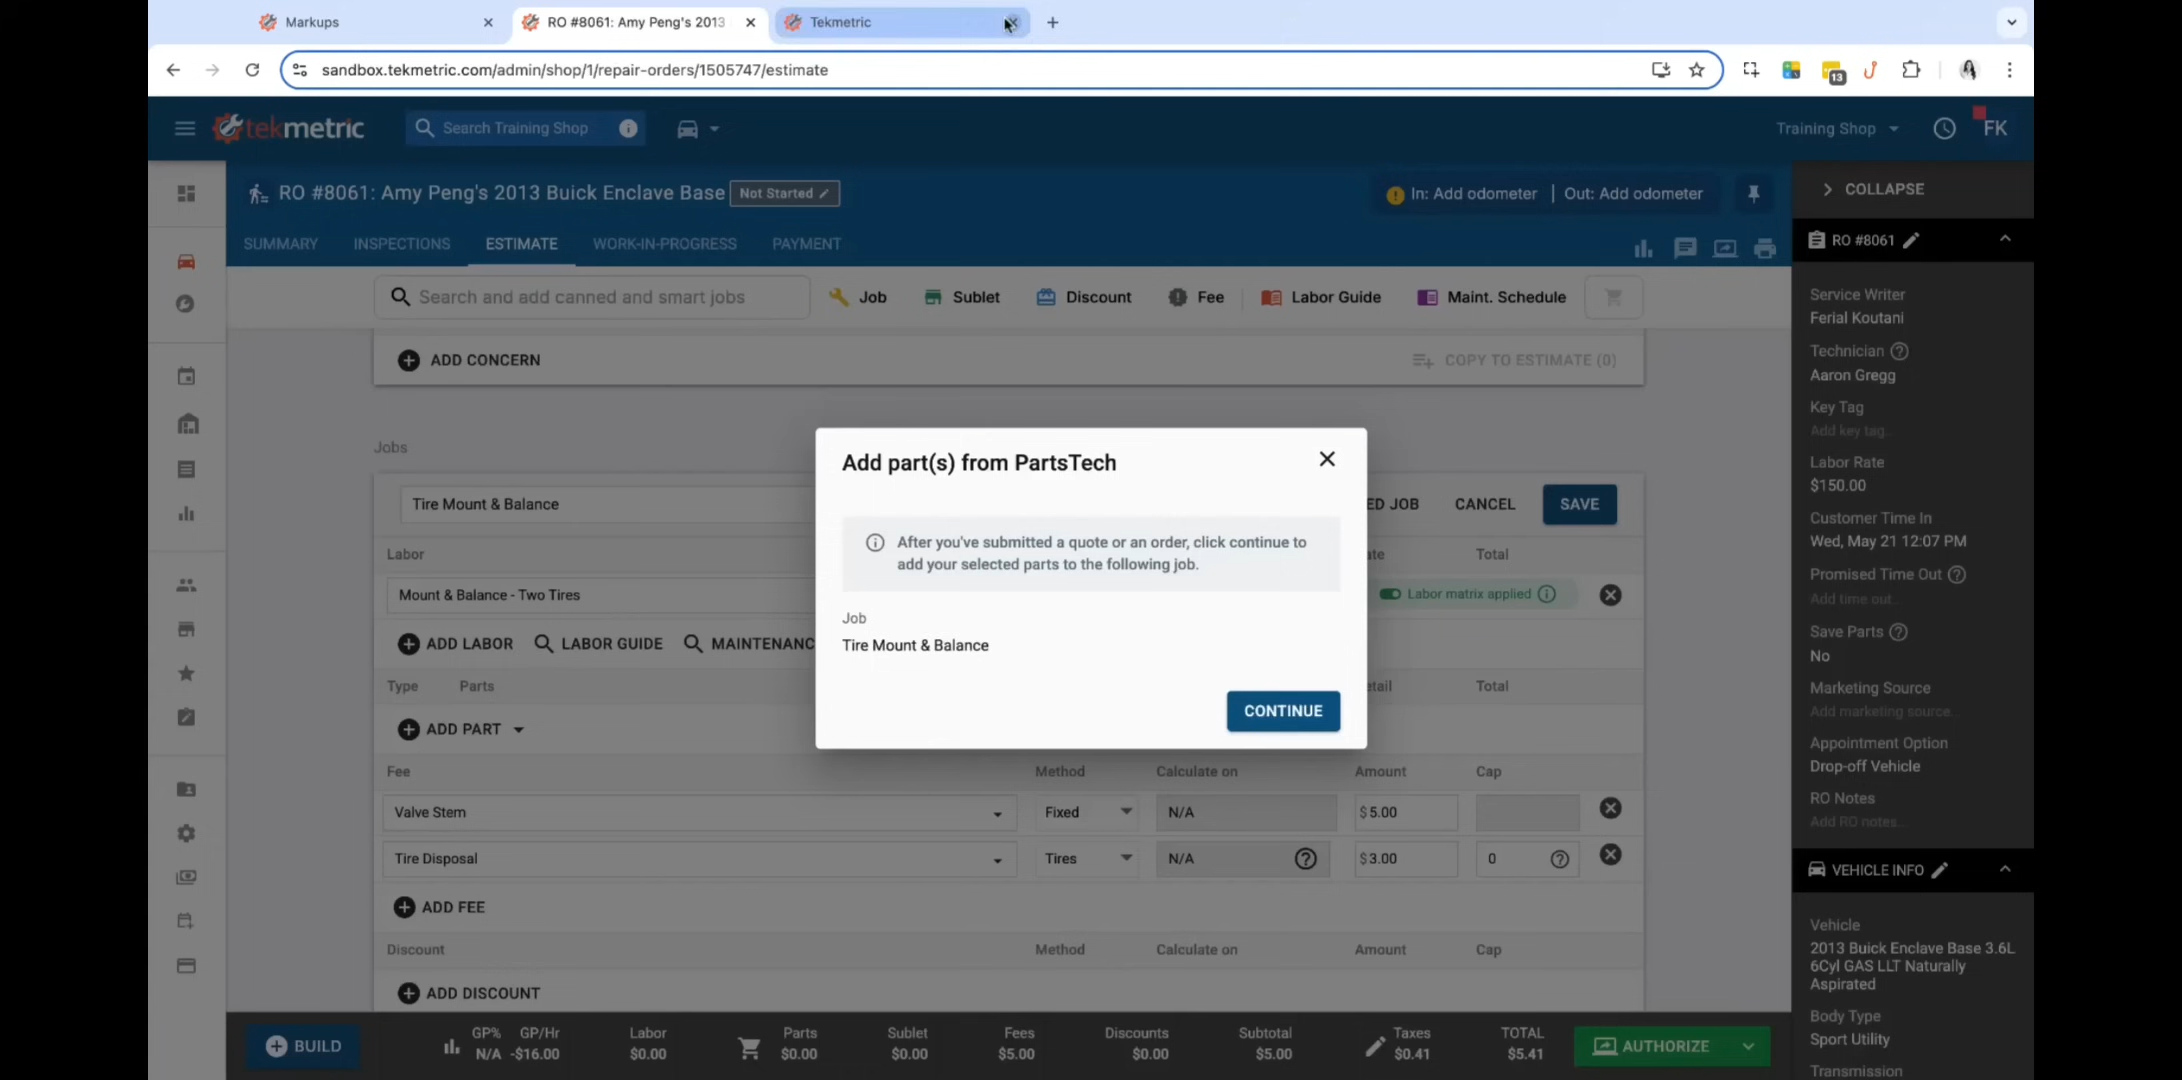 Markups
RO #8061: Amy Peng's 2013
Tekmetric
sandbox.tekmetric.com/admin/shop/1/repair-orders/1505747/estimate
13
tekmetric
Search Training Shop
Training Shop
FK
RO #8061: Amy Peng's 2013 Buick Enclave Base
Not Started
In: Add odometer | Out: Add odometer
COLLAPSE
SUMMARY INSPECTIONS ESTIMATE WORK-IN-PROGRESS PAYMENT
Search and add canned and smart jobs
Job Sublet Discount Fee Labor Guide Maint. Schedule
ADD CONCERN
COPY TO ESTIMATE (0)
Jobs
Tire Mount & Balance
ED JOB CANCEL SAVE
Labor
ate Total
Mount & Balance - Two Tires
Labor matrix applied
ADD LABOR LABOR GUIDE MAINTENANC
Type Parts
etail Total
ADD PART
Add part(s) from PartsTech
After you've submitted a quote or an order, click continue to
add your selected parts to the following job.
Job
Tire Mount & Balance
CONTINUE
Fee Method Calculate on Amount Cap
Valve Stem Fixed N/A $5.00
Tire Disposal Tires N/A $3.00 0
ADD FEE
Discount Method Calculate on Amount Cap
ADD DISCOUNT
BUILD
GP% GP/Hr Labor Parts Sublet Fees Discounts Subtotal Taxes TOTAL
N/A -$16.00 $0.00 $0.00 $0.00 $5.00 $0.00 $5.00 $0.41 $5.41
AUTHORIZE
RO #8061
Service Writer
Ferial Koutani
Technician
Aaron Gregg
Key Tag
Add key tag...
Labor Rate
$150.00
Customer Time In
Wed, May 21 12:07 PM
Promised Time Out
Add time out...
Save Parts
No
Marketing Source
Add marketing source...
Appointment Option
Drop-off Vehicle
RO Notes
Add RO notes...
VEHICLE INFO
Vehicle
2013 Buick Enclave Base 3.6L
6Cyl GAS LLT Naturally
Aspirated
Body Type
Sport Utility
Transmission